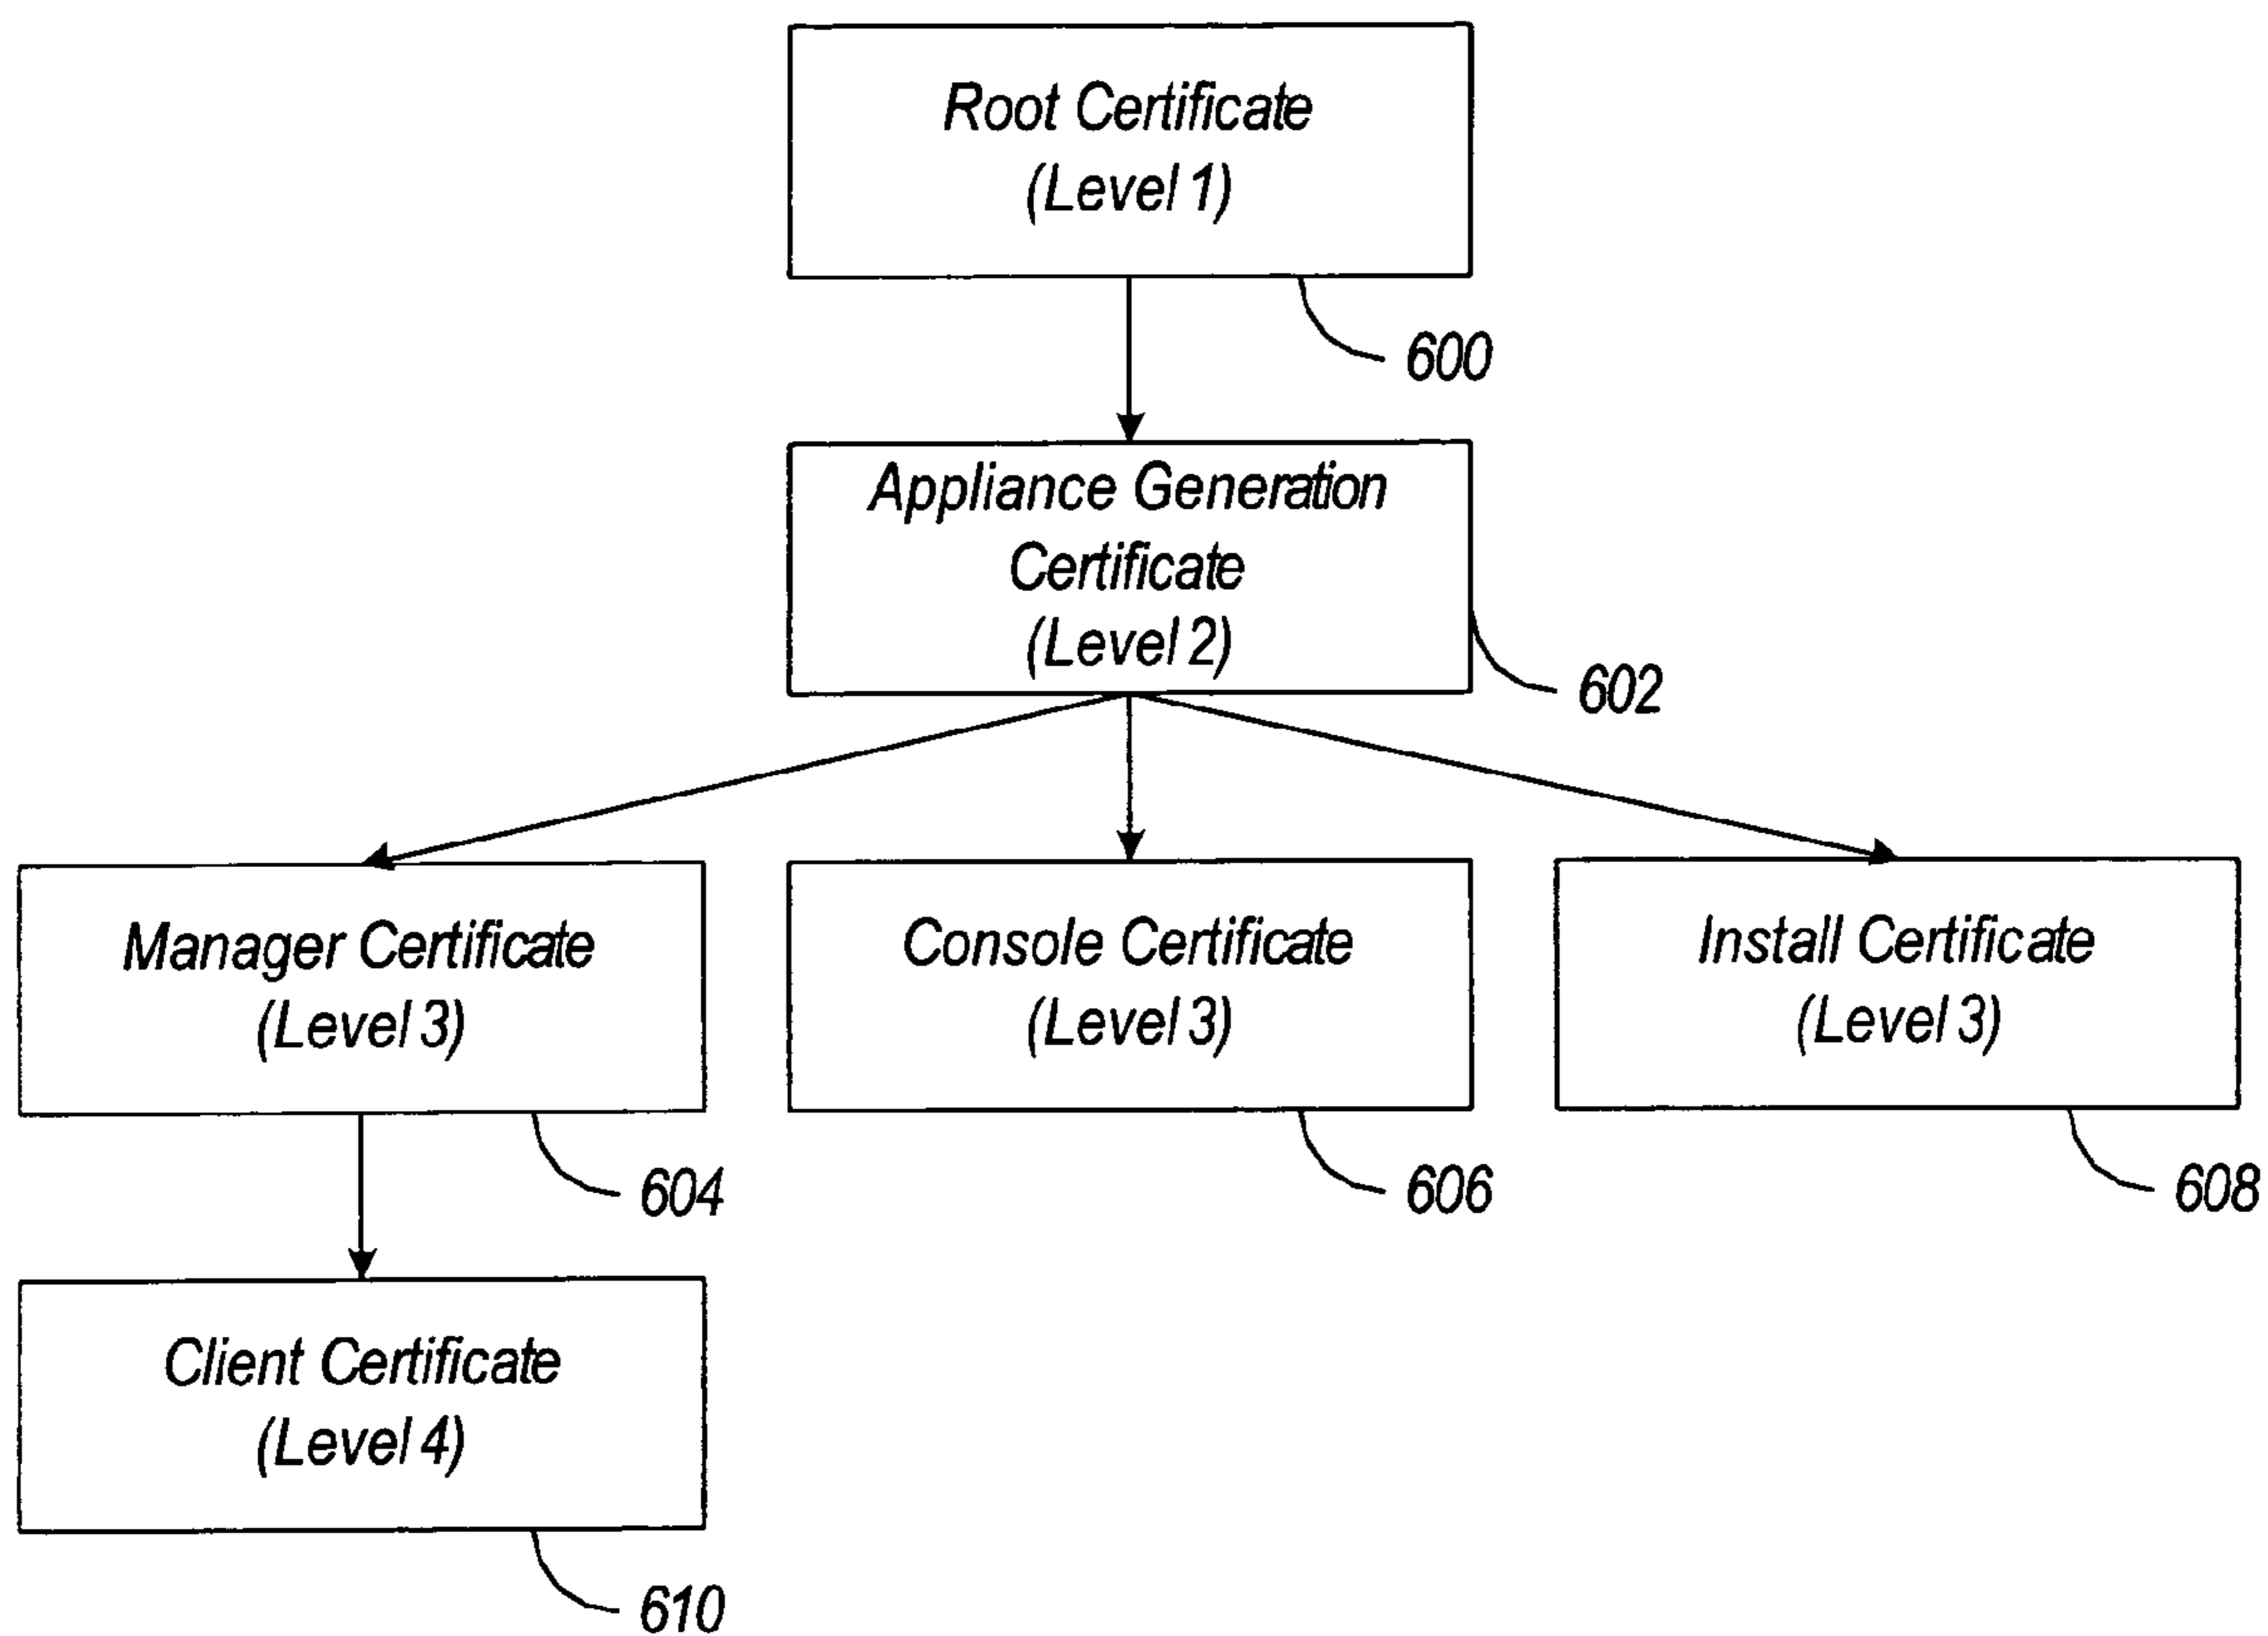 Root Certificate
(Level 1)
600
Appliance Generation
Certificate
(Level 2)
602
Manager Certificate
(Level 3)
Console Certificate
(Level 3)
Install Certificate
(Level 3)
604
606
608
Client Certificate
(Level 4)
610